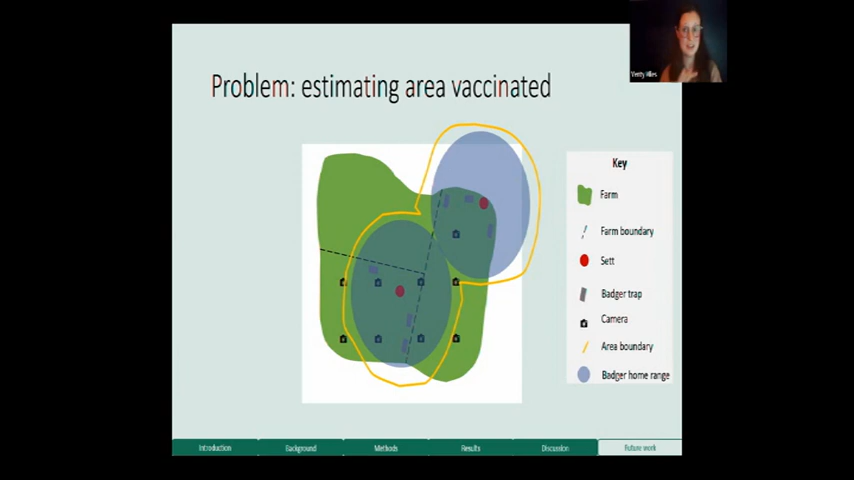 Problem: estimating area vaccinated
Key
Farm
Farm boundary
Sett
Badger trap
Camera
Area boundary
Badger home range
Introduction
Background
Methods
Results
Discussion
Future work